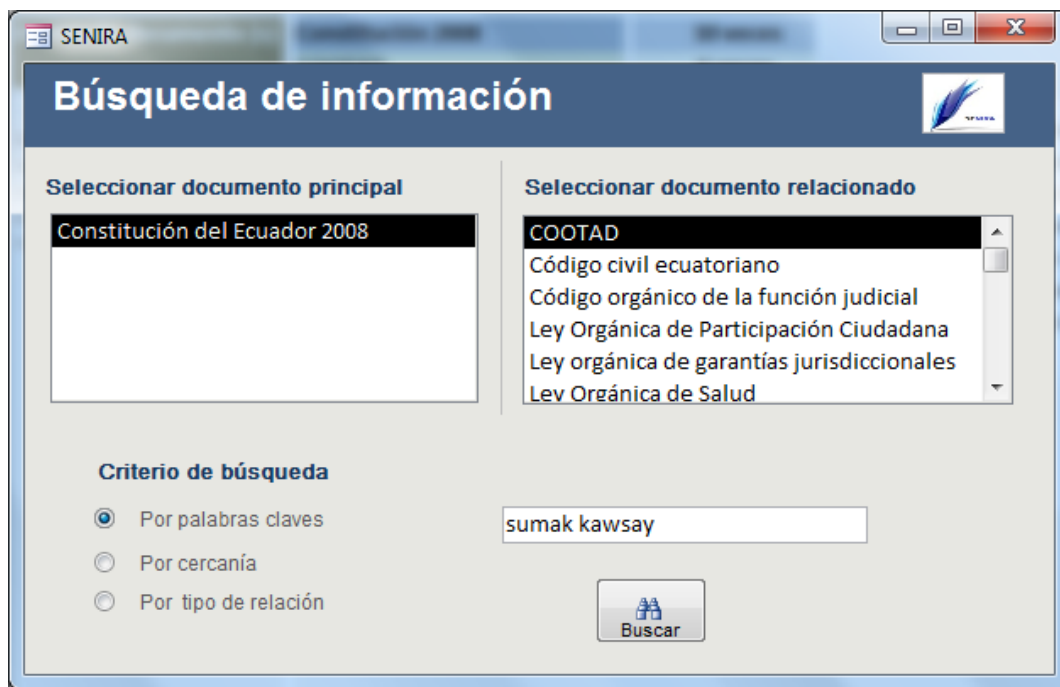 SENIRA
Búsqueda de información
SENIRA
Seleccionar documento principal
Constitución del Ecuador 2008
Seleccionar documento relacionado
COOTAD
Código civil ecuatoriano
Código orgánico de la función judicial
Ley Orgánica de Participación Ciudadana
Ley orgánica de garantías jurisdiccionales
Ley Orgánica de Salud
Criterio de búsqueda
Por palabras claves
sumak kawsay
Por cercanía
Por tipo de relación
Buscar